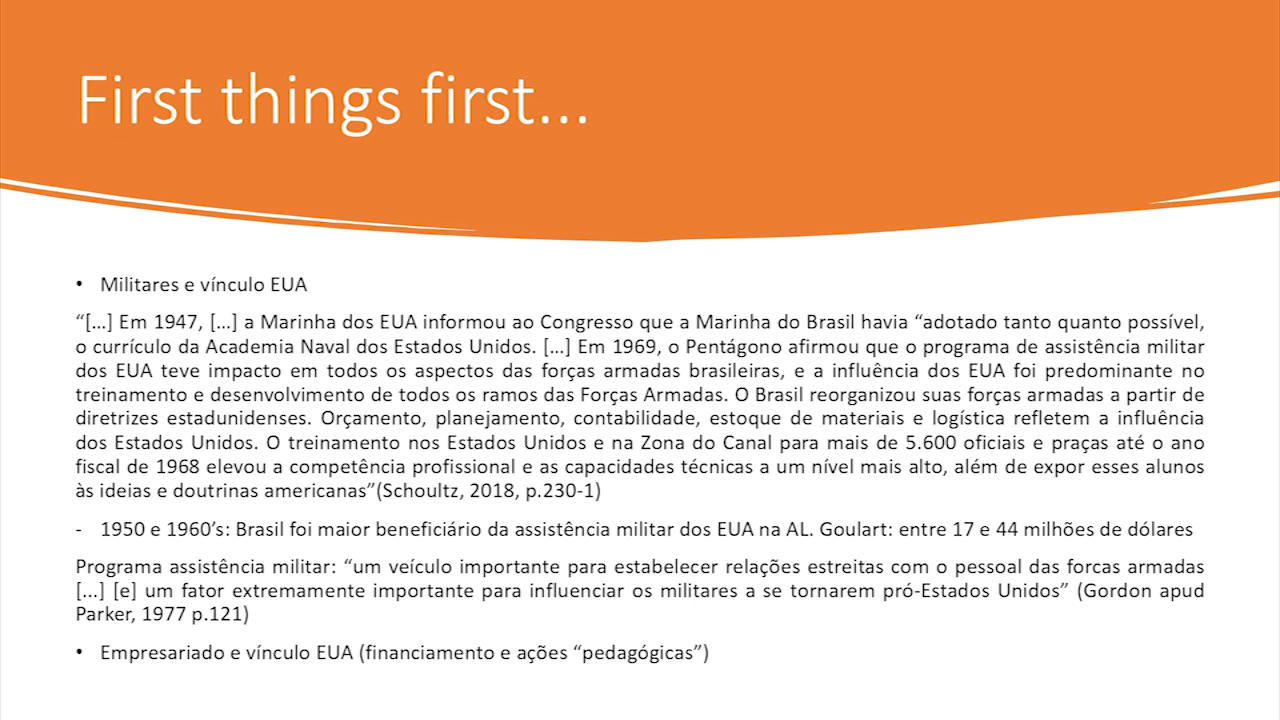 First things first...
• Militares e vínculo EUA
“[…] Em 1947, […] a Marinha dos EUA informou ao Congresso que a Marinha do Brasil havia “adotado tanto quanto possível,
o currículo da Academia Naval dos Estados Unidos. […] Em 1969, o Pentágono afirmou que o programa de assistência militar
dos EUA teve impacto em todos os aspectos das forças armadas brasileiras, e a influência dos EUA foi predominante no
treinamento e desenvolvimento de todos os ramos das Forças Armadas. O Brasil reorganizou suas forças armadas a partir de
diretrizes estadunidenses. Orçamento, planejamento, contabilidade, estoque de materiais e logística refletem a influência
dos Estados Unidos. O treinamento nos Estados Unidos e na Zona do Canal para mais de 5.600 oficiais e praças até o ano
fiscal de 1968 elevou a competência profissional e as capacidades técnicas a um nível mais alto, além de expor esses alunos
às ideias e doutrinas americanas”(Schoultz, 2018, p.230-1)
- 1950 e 1960’s: Brasil foi maior beneficiário da assistência militar dos EUA na AL. Goulart: entre 17 e 44 milhões de dólares
Programa assistência militar: “um veículo importante para estabelecer relações estreitas com o pessoal das forcas armadas
[...] [e] um fator extremamente importante para influenciar os militares a se tornarem pró-Estados Unidos” (Gordon apud
Parker, 1977 p.121)
• Empresariado e vínculo EUA (financiamento e ações “pedagógicas”)